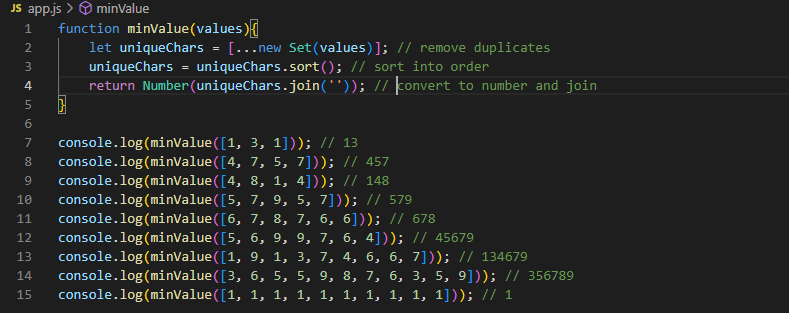 JS app.js > minValue
1 function minValue(values){
2     let uniqueChars = [...new Set(values)]; // remove duplicates
3     uniqueChars = uniqueChars.sort(); // sort into order
4     return Number(uniqueChars.join('')); // convert to number and join
5 }
6
7 console.log(minValue([1, 3, 1])); // 13
8 console.log(minValue([4, 7, 5, 7])); // 457
9 console.log(minValue([4, 8, 1, 4])); // 148
10 console.log(minValue([5, 7, 9, 5, 7])); // 579
11 console.log(minValue([6, 7, 8, 7, 6, 6])); // 678
12 console.log(minValue([5, 6, 9, 9, 7, 6, 4])); // 45679
13 console.log(minValue([1, 9, 1, 3, 7, 4, 6, 6, 7])); // 134679
14 console.log(minValue([3, 6, 5, 5, 9, 8, 7, 6, 3, 5, 9])); // 356789
15 console.log(minValue([1, 1, 1, 1, 1, 1, 1, 1, 1, 1])); // 1